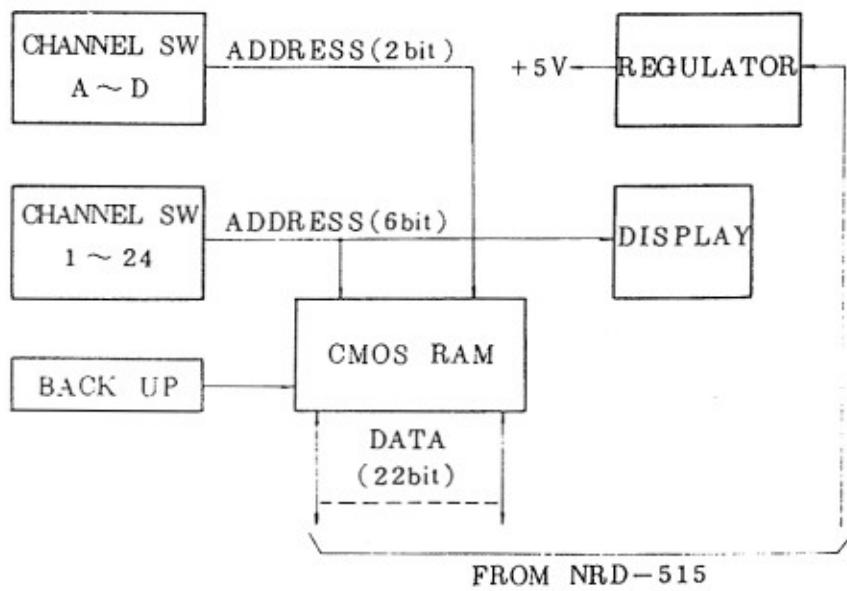 CHANNEL SW
A～D
ADDRESS(2bit)
+5V
REGULATOR
CHANNEL SW
1～24
ADDRESS(6bit)
DISPLAY
CMOS RAM
BACK UP
DATA
(22bit)
FROM NRD-515